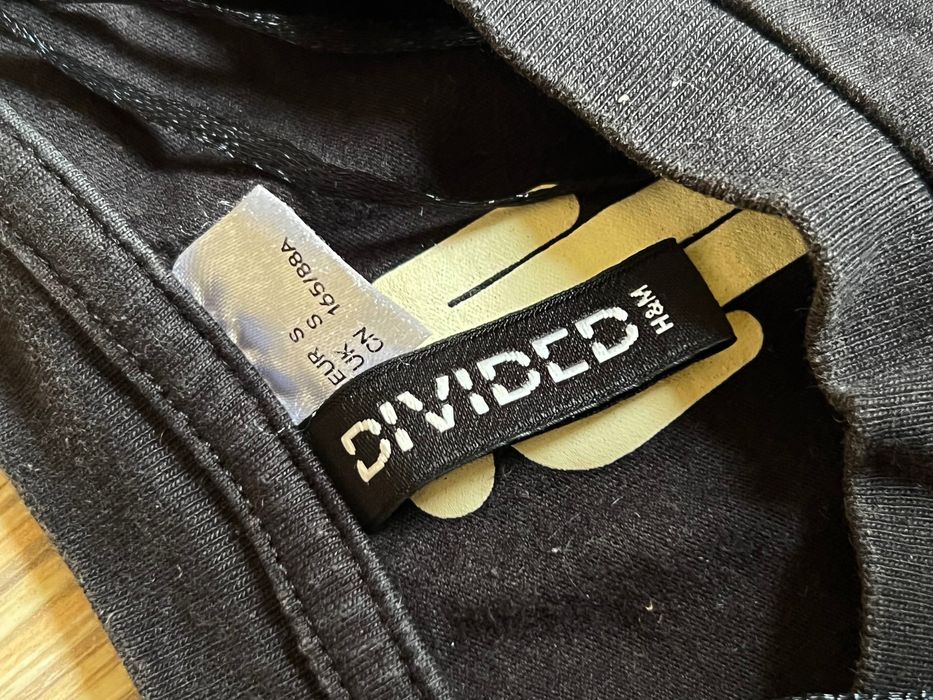 EUR S
UK S
CN 165/88A
DIVIDED
H&M